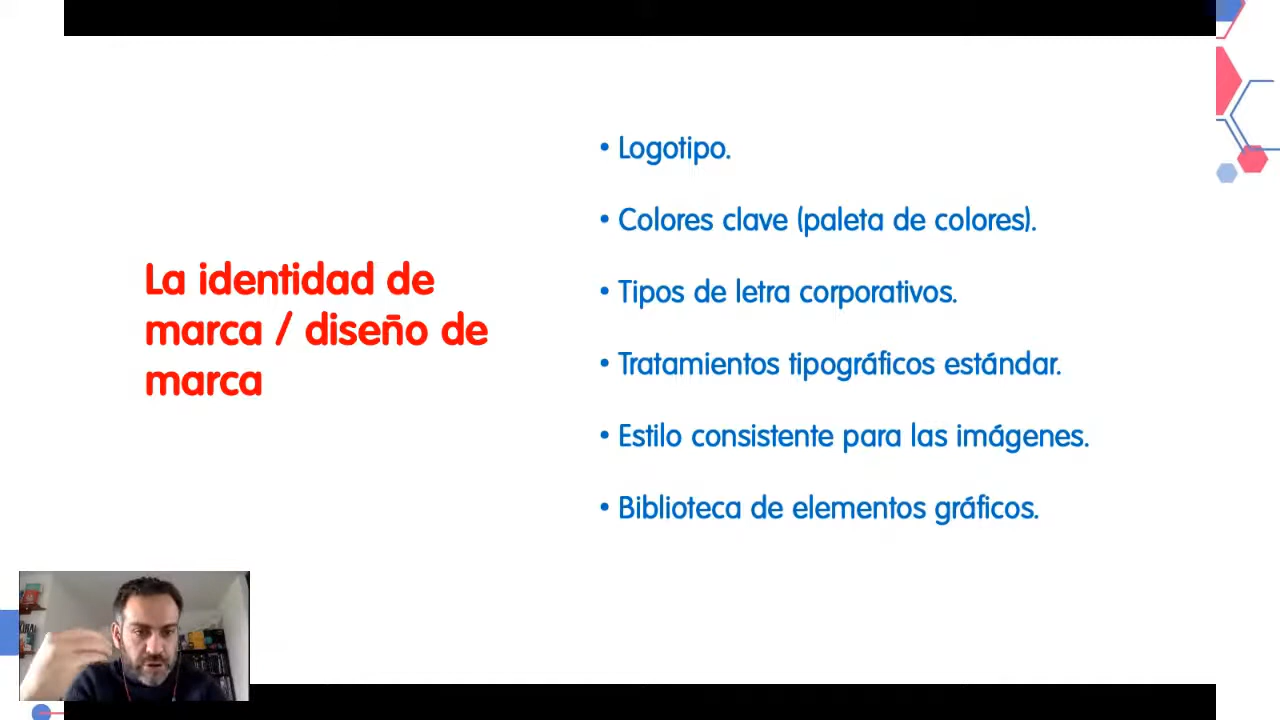 La identidad de
marca / diseño de
marca
• Logotipo.
• Colores clave (paleta de colores).
• Tipos de letra corporativos.
• Tratamientos tipográficos estándar.
• Estilo consistente para las imágenes.
• Biblioteca de elementos gráficos.